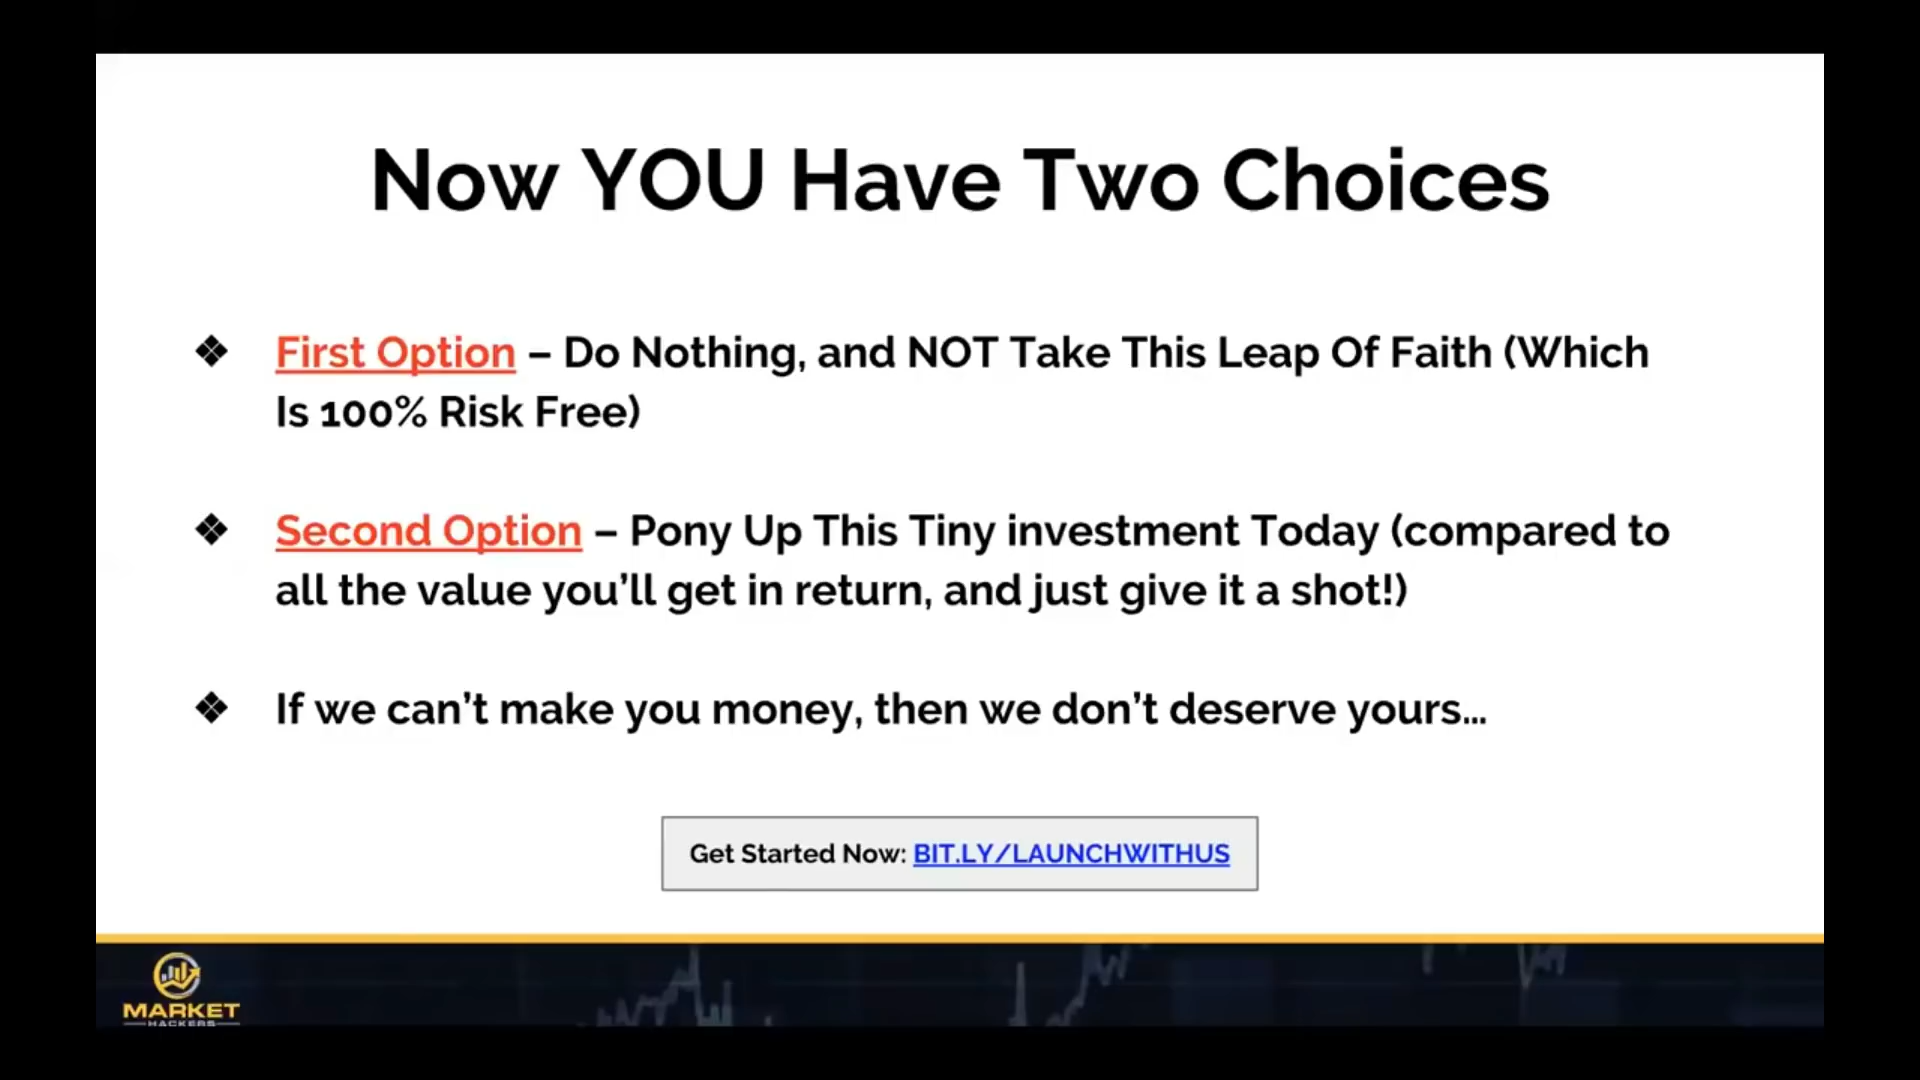 Now YOU Have Two Choices
❖ First Option – Do Nothing, and NOT Take This Leap Of Faith (Which
Is 100% Risk Free)
❖ Second Option – Pony Up This Tiny investment Today (compared to
all the value you’ll get in return, and just give it a shot!)
❖ If we can’t make you money, then we don’t deserve yours…
Get Started Now: BIT.LY/LAUNCHWITHUS
MARKET
HACKERS